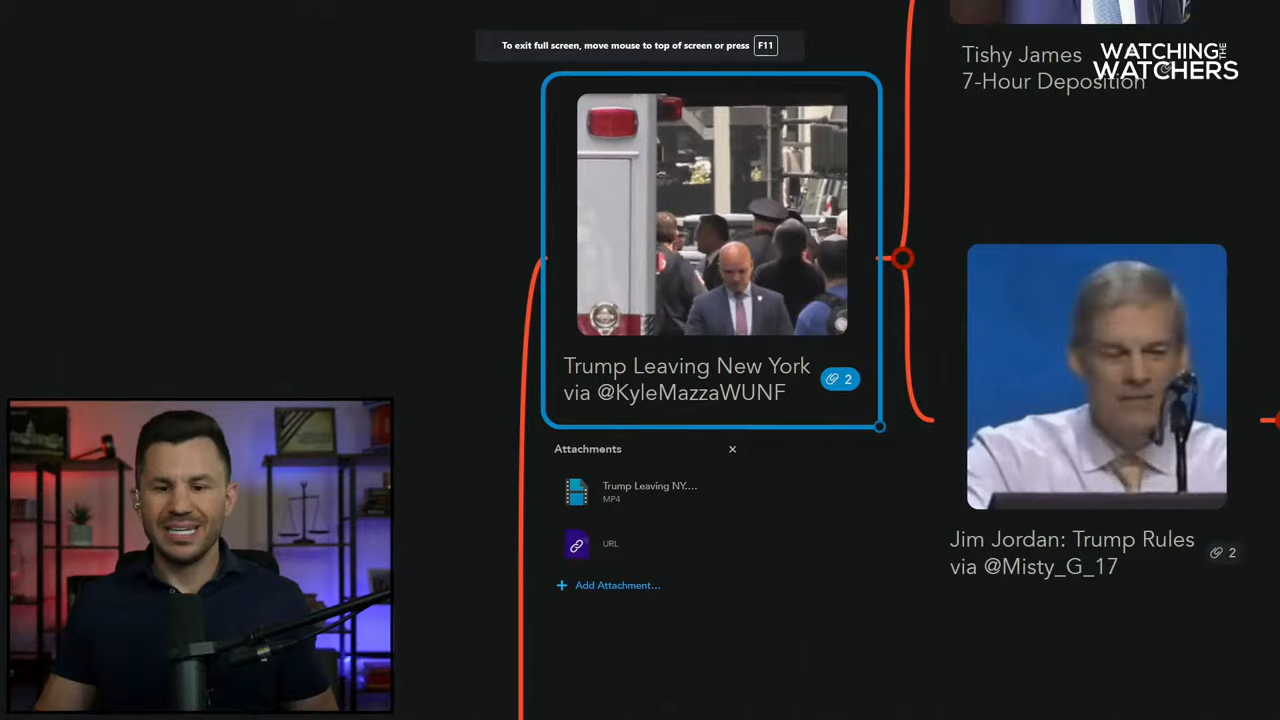 To exit full screen, move mouse to top of screen or press F11
Tishy James
7-Hour Deposition
WATCHING
THE
WATCHERS
Trump Leaving New York
via @KyleMazzaWUNF
2
Attachments
Trump Leaving NY....
MP4
URL
Add Attachment...
Jim Jordan: Trump Rules
via @Misty_G_17
2